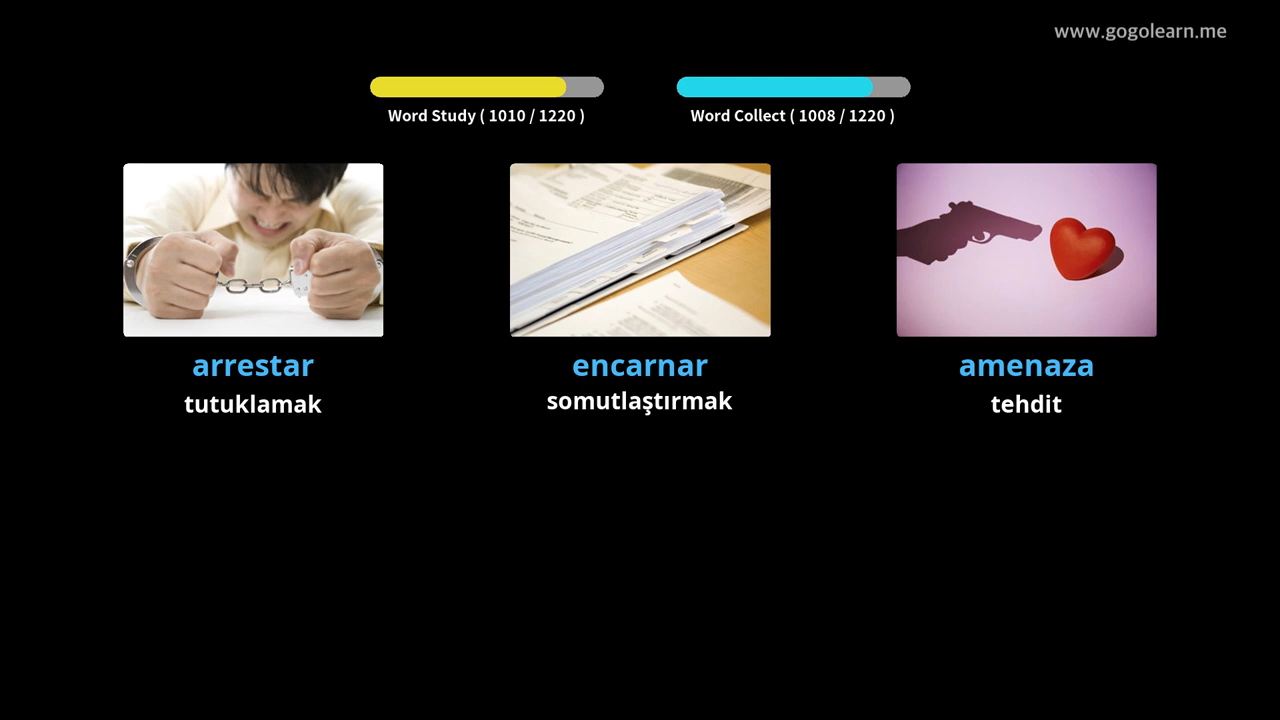 www.gogolearn.me
Word Study ( 1010 / 1220 )
Word Collect ( 1008 / 1220 )
arrestar
tutuklamak
encarnar
somutlaştırmak
amenaza
tehdit